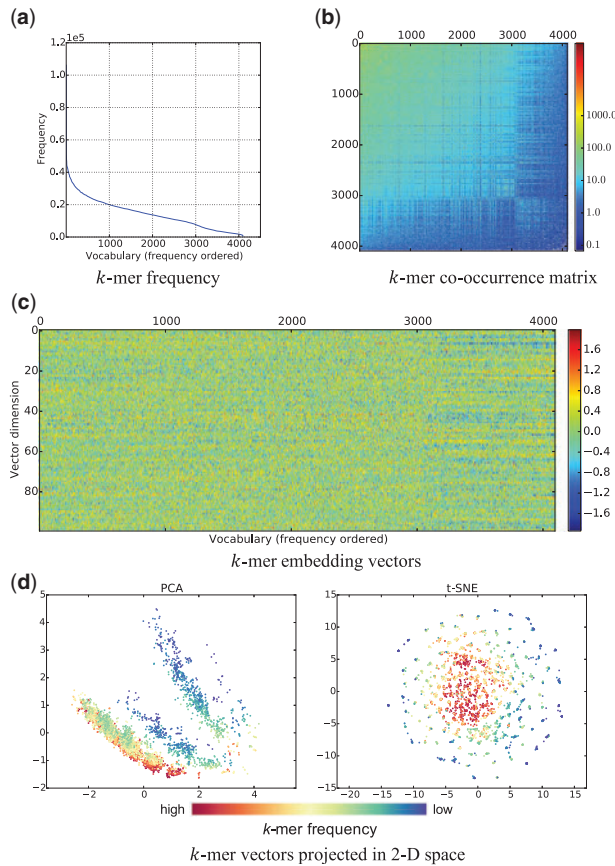 (a)
1.2 1e5
1.0
0.8
0.6
0.4
0.2
0.0
Frequency
1000 2000 3000 4000
Vocabulary (frequency ordered)
k-mer frequency
(b)
0 1000 2000 3000 4000
0
1000
2000
3000
4000
1000.0
100.0
10.0
1.0
0.1
k-mer co-occurrence matrix
(c)
0 1000 2000 3000 4000
0
20
40
60
80
Vector dimension
Vocabulary (frequency ordered)
1.6
1.2
0.8
0.4
0.0
−0.4
−0.8
−1.2
−1.6
k-mer embedding vectors
(d)
PCA
5
4
3
2
1
0
−1
−2
−2 0 2 4
t-SNE
15
10
5
0
−5
−10
−15
−20 −15 −10 −5 0 5 10 15
high low
k-mer frequency
k-mer vectors projected in 2-D space